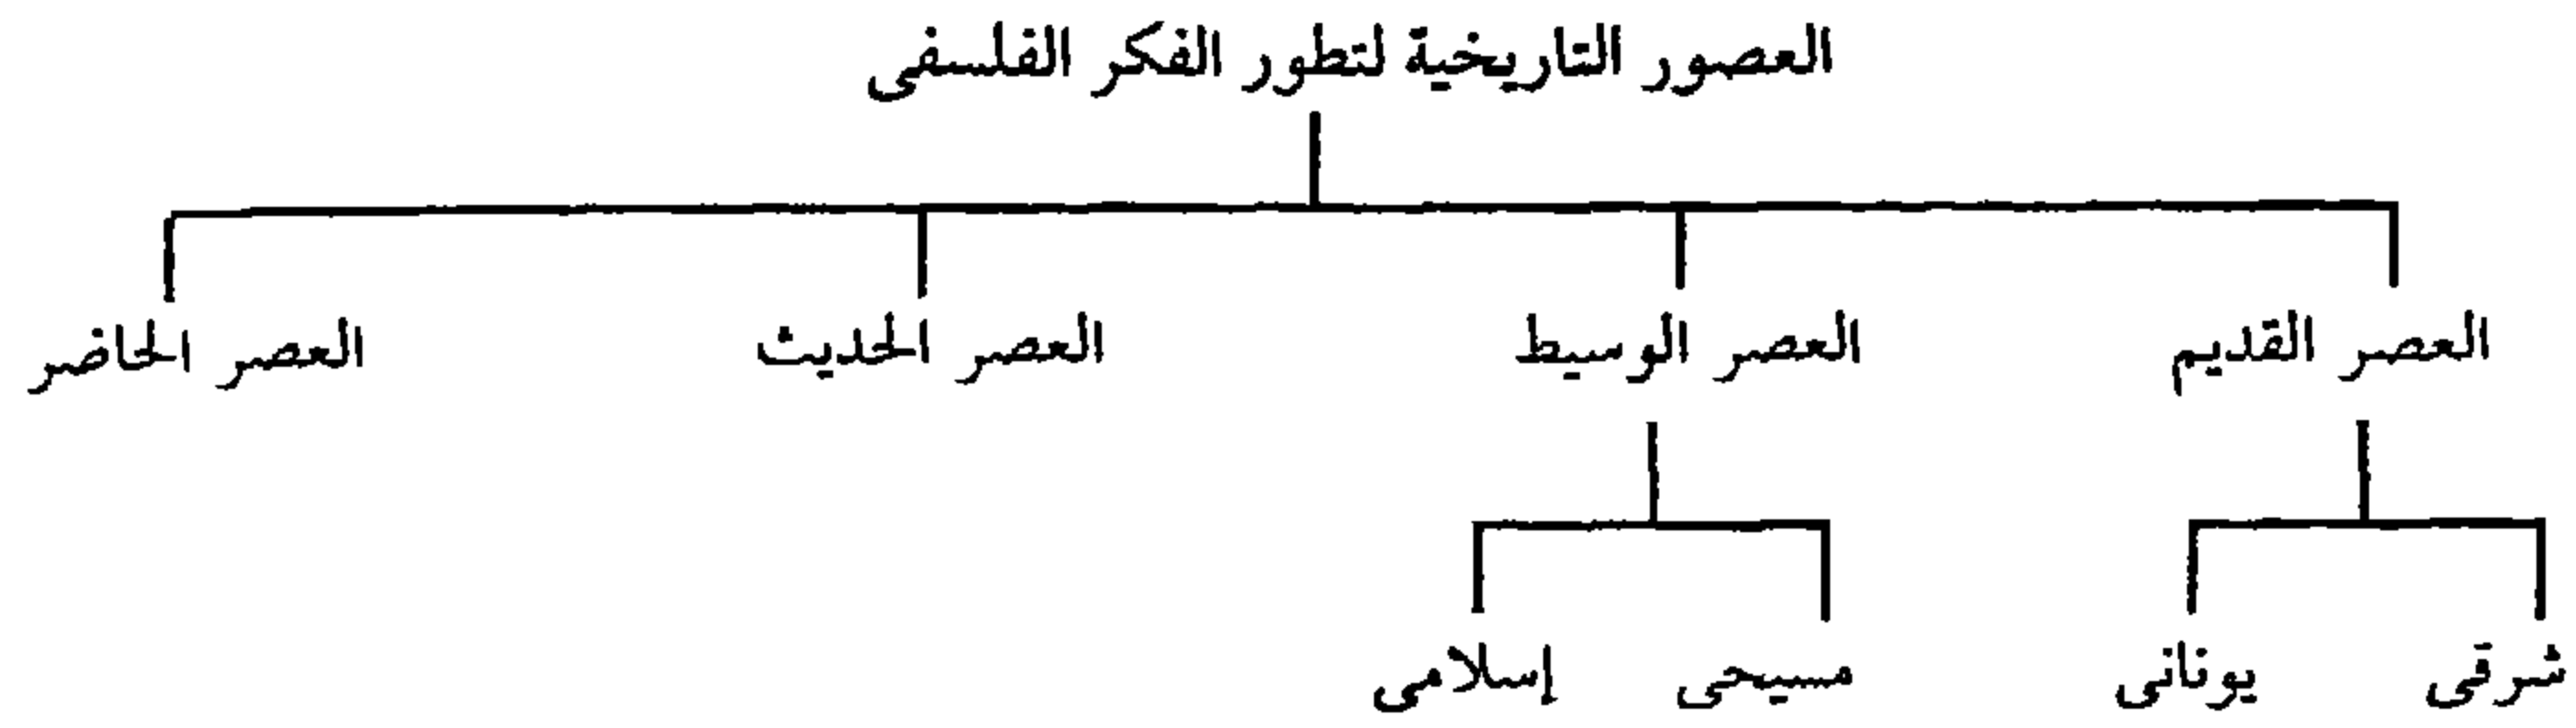 العصور التاريخية لتطور الفكر الفلسفى
العصر القديم العصر الوسيط العصر الحديث العصر الحاضر
شرقى يونانى مسيحى إسلامى